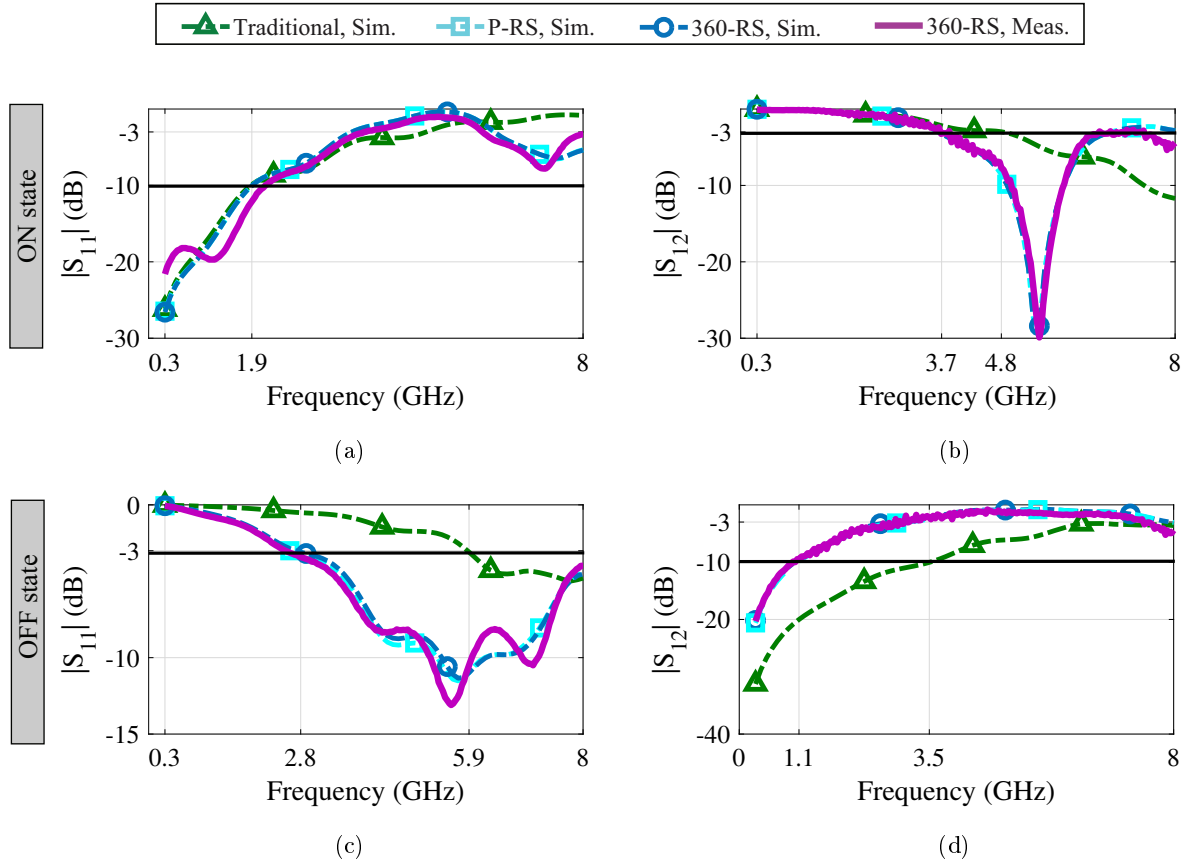 Traditional, Sim. P-RS, Sim. 360-RS, Sim. 360-RS, Meas.
ON state
|S11| (dB)
-3
-10
-20
-30
0.3 1.9 8
Frequency (GHz)
(a)
|S12| (dB)
-3
-10
-20
-30
0.3 3.7 4.8 8
Frequency (GHz)
(b)
OFF state
|S11| (dB)
0
-3
-10
-15
0.3 2.8 5.9 8
Frequency (GHz)
(c)
|S12| (dB)
-3
-10
-20
-40
0 1.1 3.5 8
Frequency (GHz)
(d)